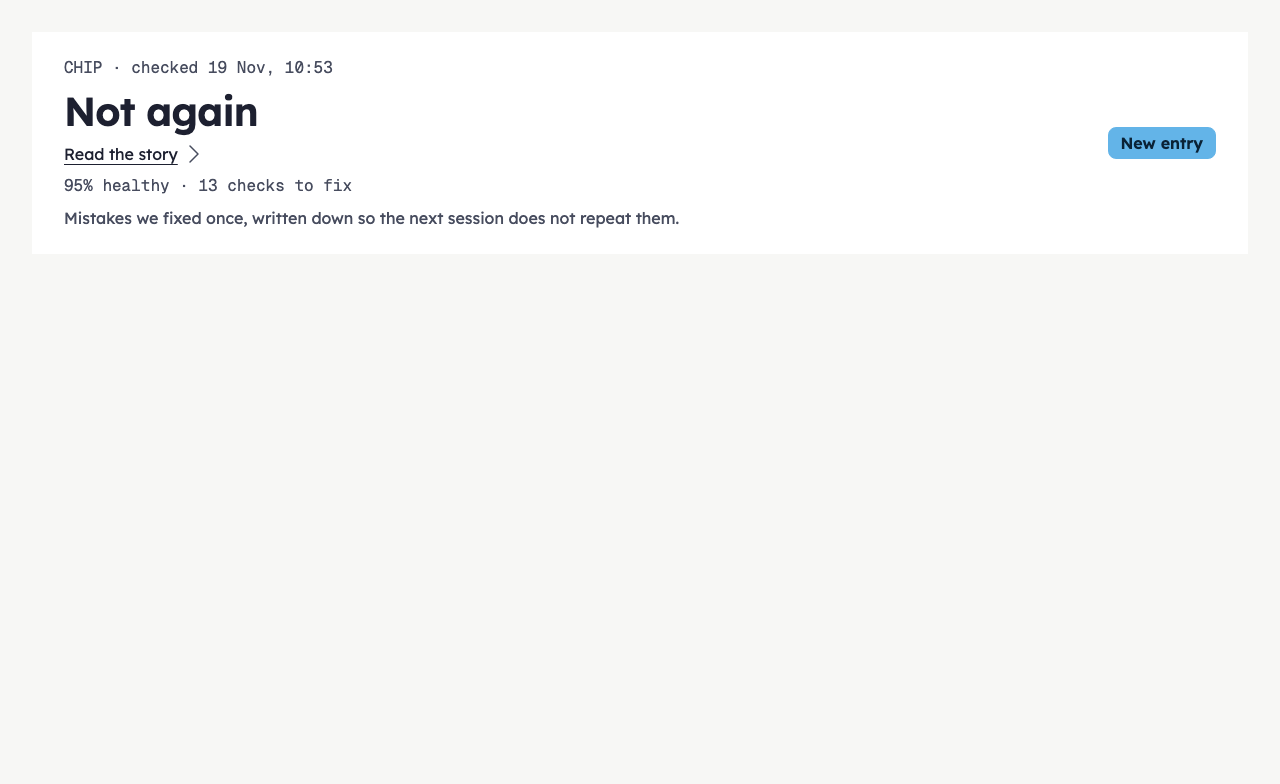 CHIP · checked 19 Nov, 10:53
Not again
Read the story
95% healthy · 13 checks to fix
Mistakes we fixed once, written down so the next session does not repeat them.
New entry